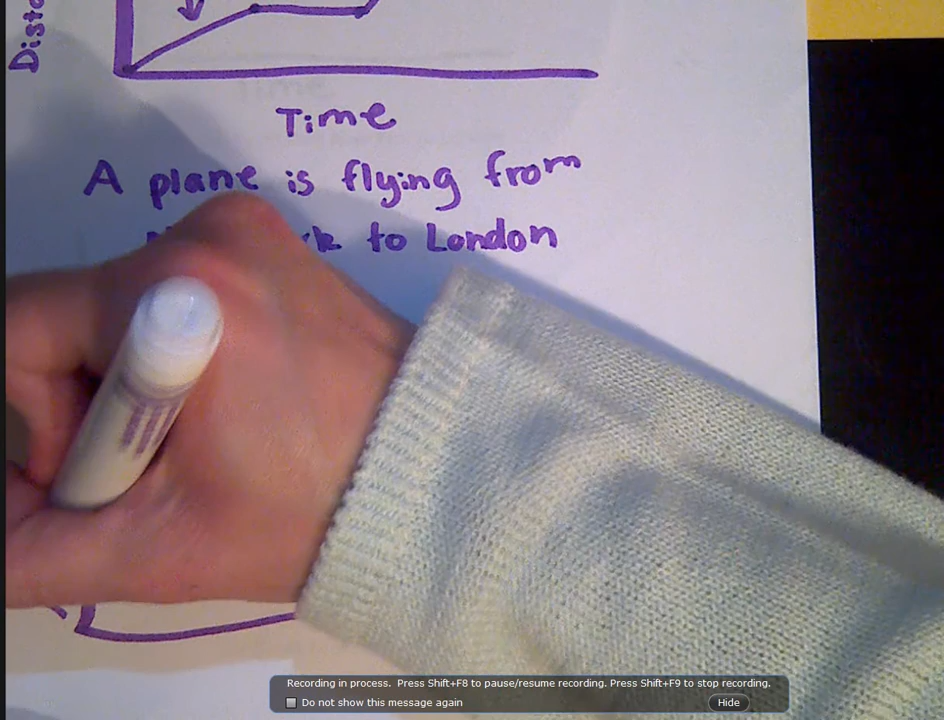 Time
A plane is flying from
to London
Recording in process. Press Shift+F8 to pause/resume recording. Press Shift+F9 to stop recording.
Do not show this message again
Hide